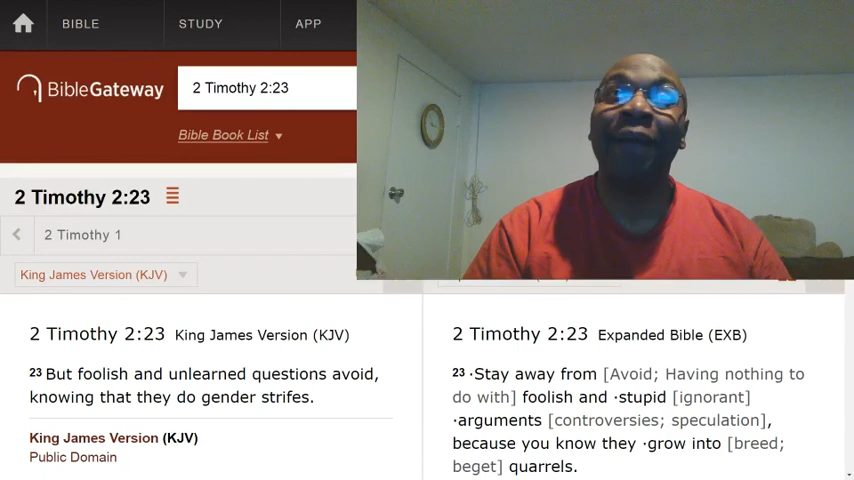 BIBLE STUDY APP
BibleGateway
2 Timothy 2:23
Bible Book List
2 Timothy 2:23
2 Timothy 1
King James Version (KJV)
2 Timothy 2:23 King James Version (KJV)
23 But foolish and unlearned questions avoid,
knowing that they do gender strifes.
King James Version (KJV)
Public Domain
2 Timothy 2:23 Expanded Bible (EXB)
23 ·Stay away from [Avoid; Having nothing to
do with] foolish and ·stupid [ignorant]
·arguments [controversies; speculation],
because you know they ·grow into [breed;
beget] quarrels.